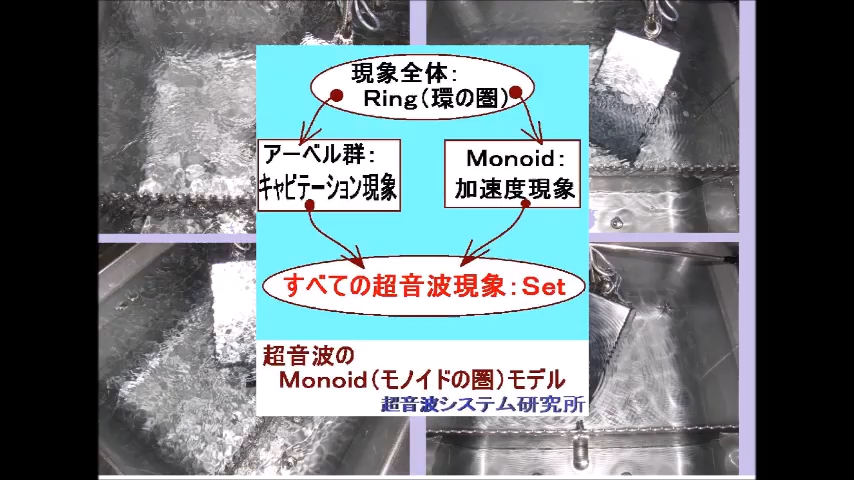 現象全体：
Ring（環の圏）
アーベル群：
キャビテーション現象
Monoid：
加速度現象
すべての超音波現象：Set
超音波の
Monoid（モノイドの圏）モデル
超音波システム研究所